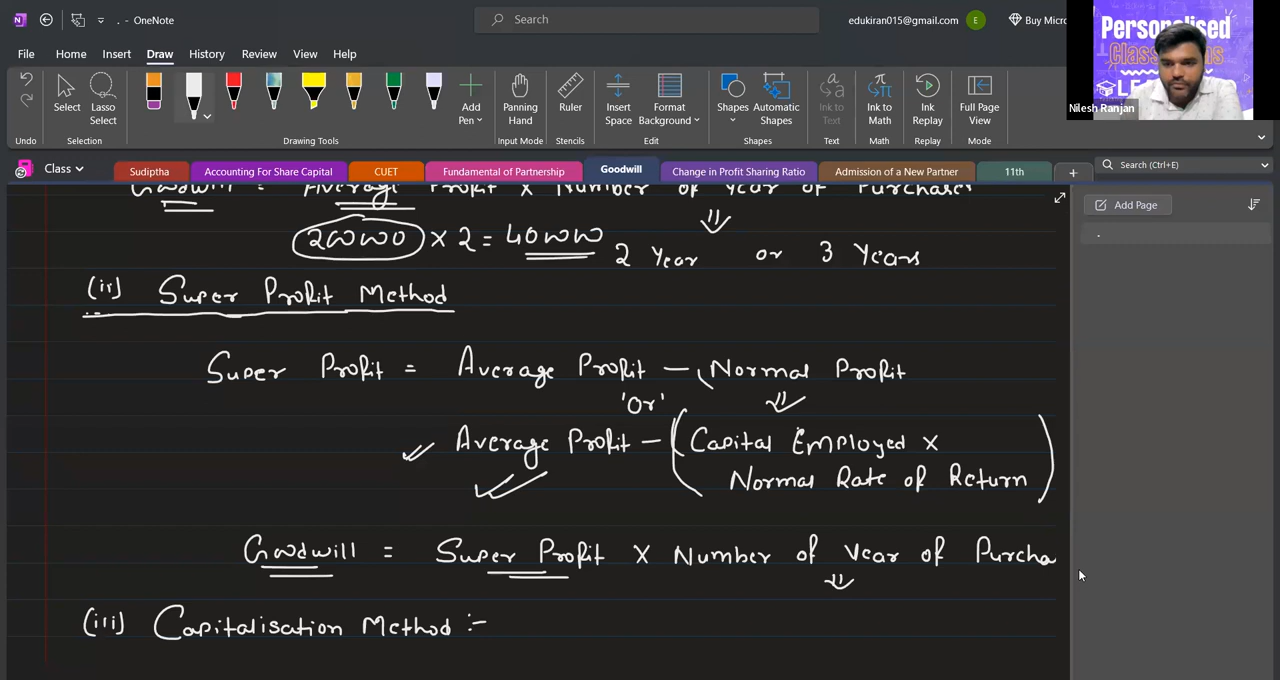 . - OneNote
Search
edukiran015@gmail.com
E
Buy Micro
File Home Insert Draw History Review View Help
Undo
Select
Lasso Select
Selection
Drawing Tools
Add Pen
Panning Hand
Input Mode
Ruler
Stencils
Insert Space
Format Background
Edit
Shapes
Automatic Shapes
Shapes
Ink to Text
Ink to Math
Convert
Ink Replay
Replay
Full Page View
View
Personalised
Nilesh Ranjan
Class
Sudiptha
Accounting For Share Capital
CUET
Fundamental of Partnership
Goodwill
Change in Profit Sharing Ratio
Admission of a New Partner
11th
Search (Ctrl+E)
Add Page
.
Goodwill = Average Profit x Number of Year of Purchases
200000 x 2 = 40000
2 Year or 3 Years
(ii) Super Profit Method
Super Profit = Average Profit - Normal Profit
'Or'
Average Profit - (Capital Employed x
Normal Rate of Return)
Goodwill = Super Profit x Number of Year of Purcha
(iii) Capitalisation Method :-